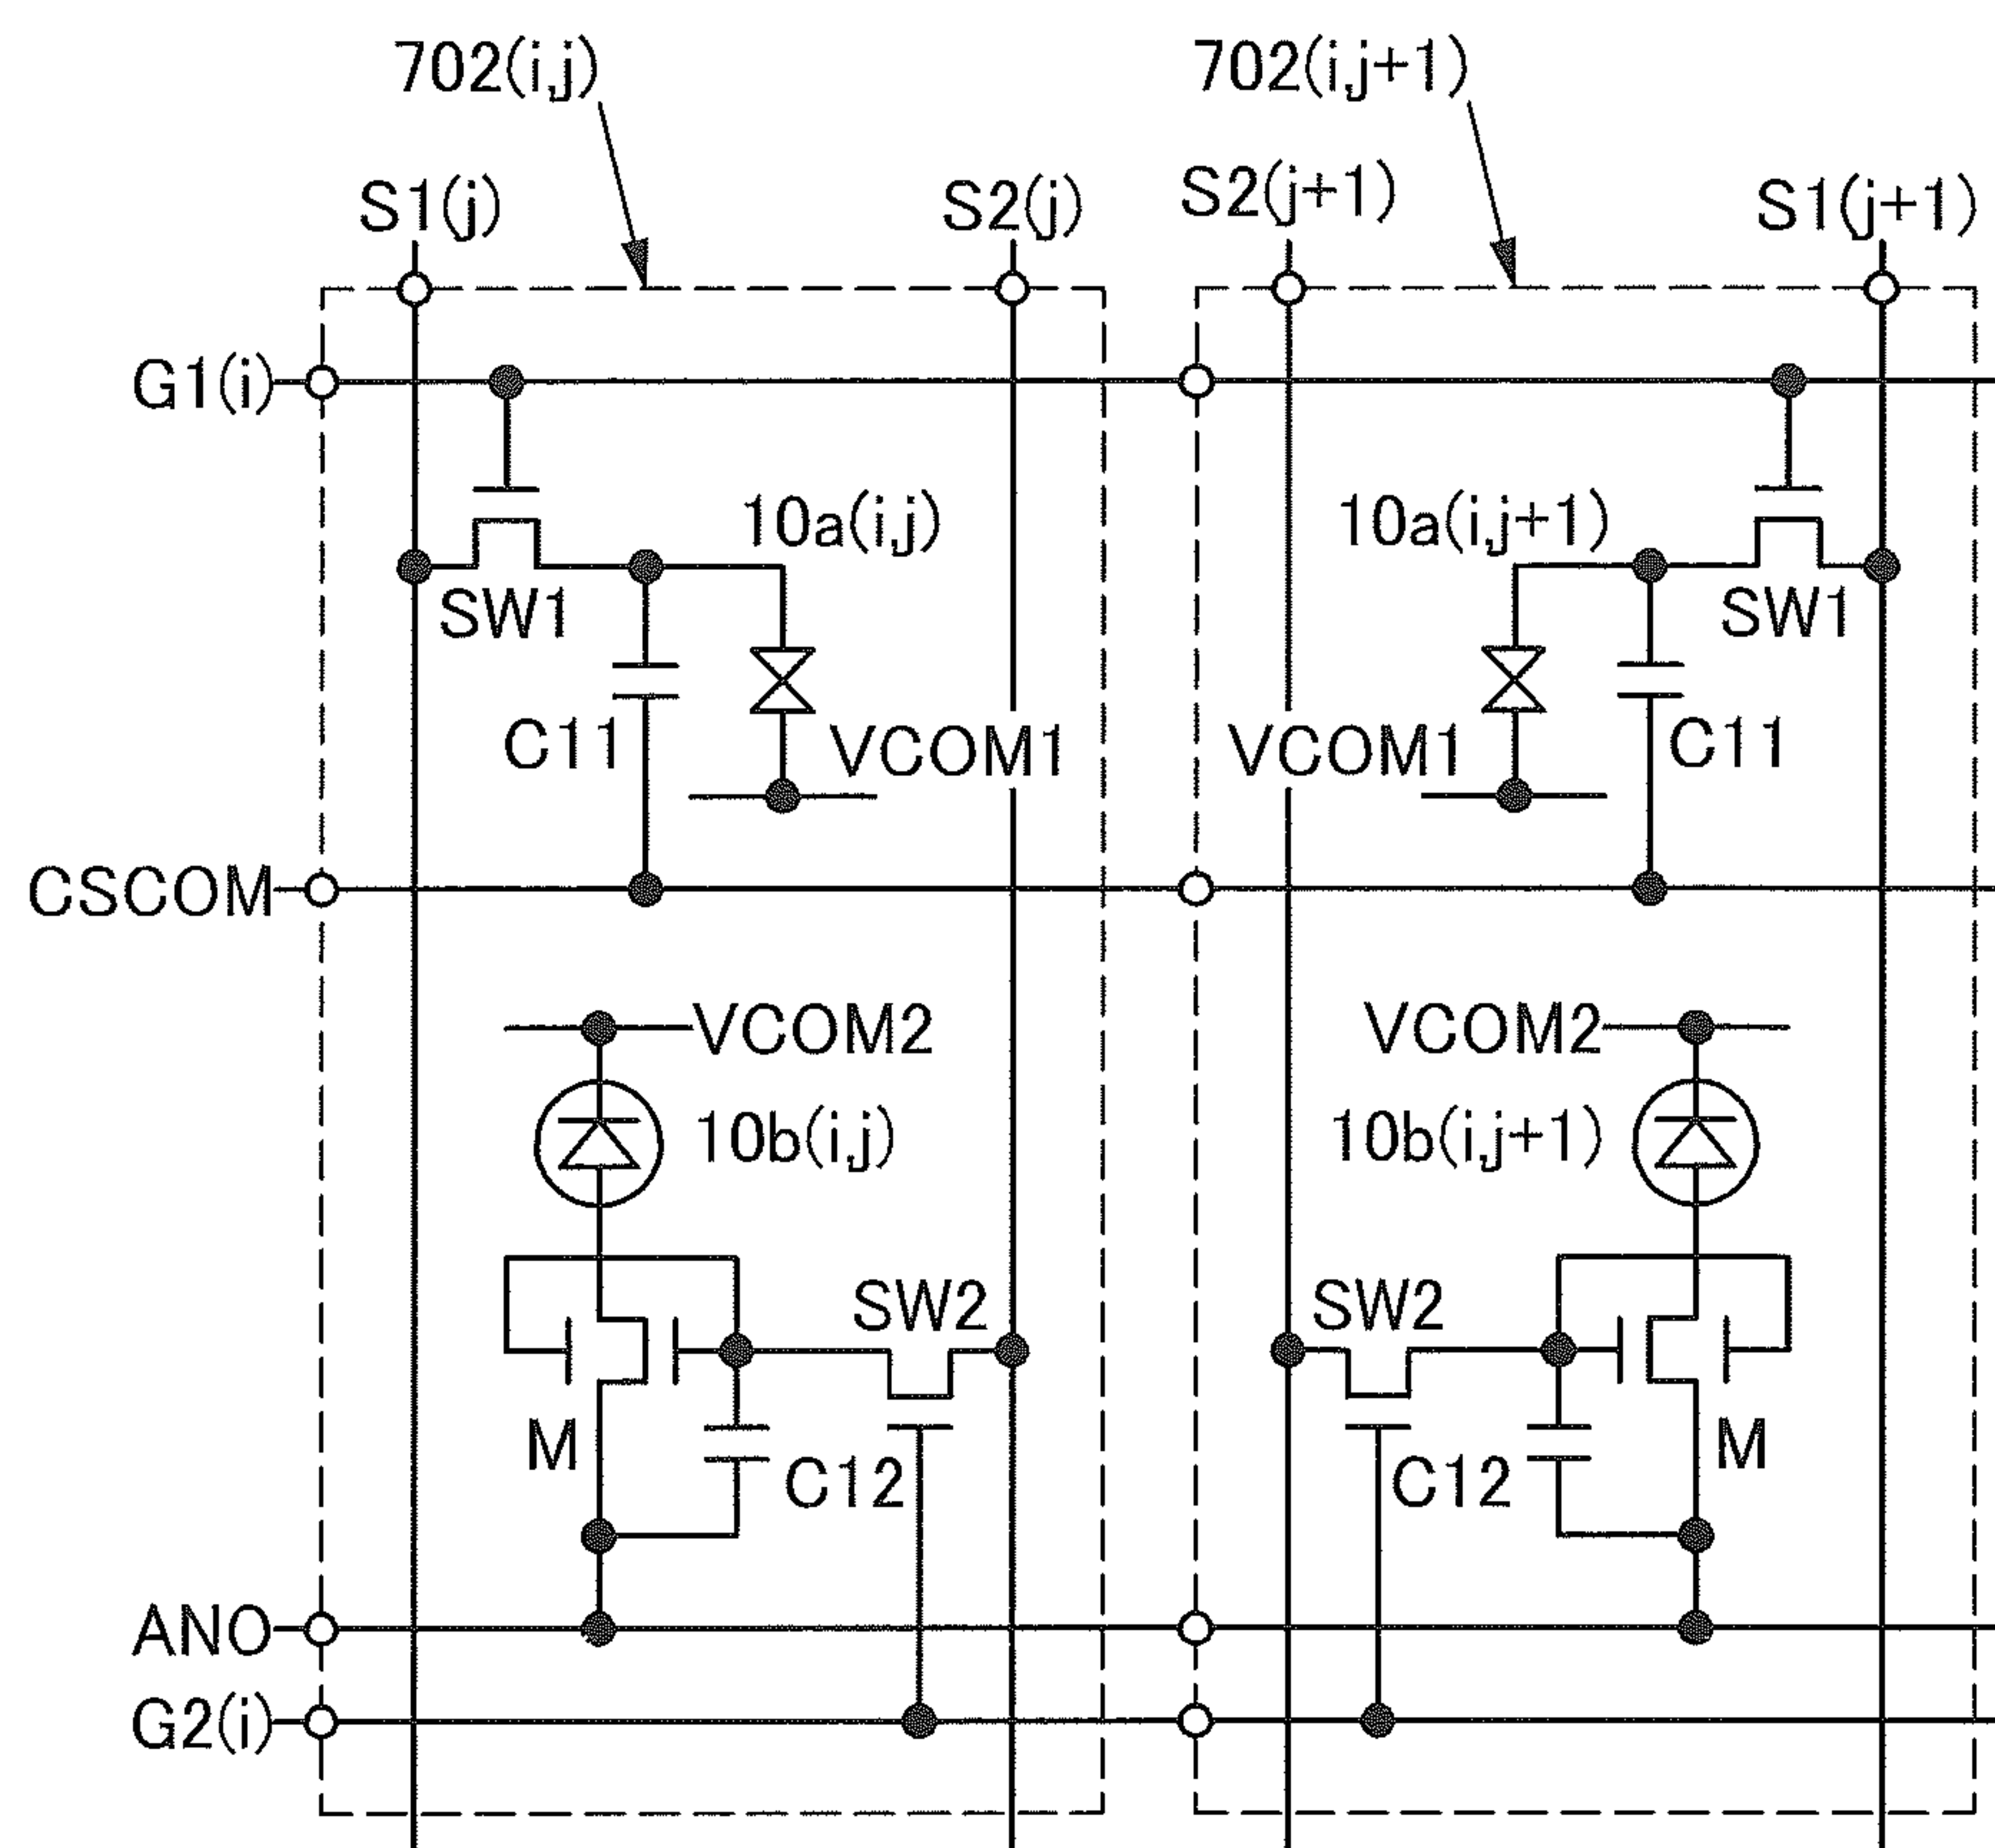 702(i,j)
702(i,j+1)
S1(j)
S2(j)
S2(j+1)
S1(j+1)
G1(i)
10a(i,j)
10a(i,j+1)
SW1
SW1
C11
VCOM1
VCOM1
C11
CSCOM
VCOM2
VCOM2
10b(i,j)
10b(i,j+1)
SW2
SW2
M
C12
C12
M
ANO
G2(i)